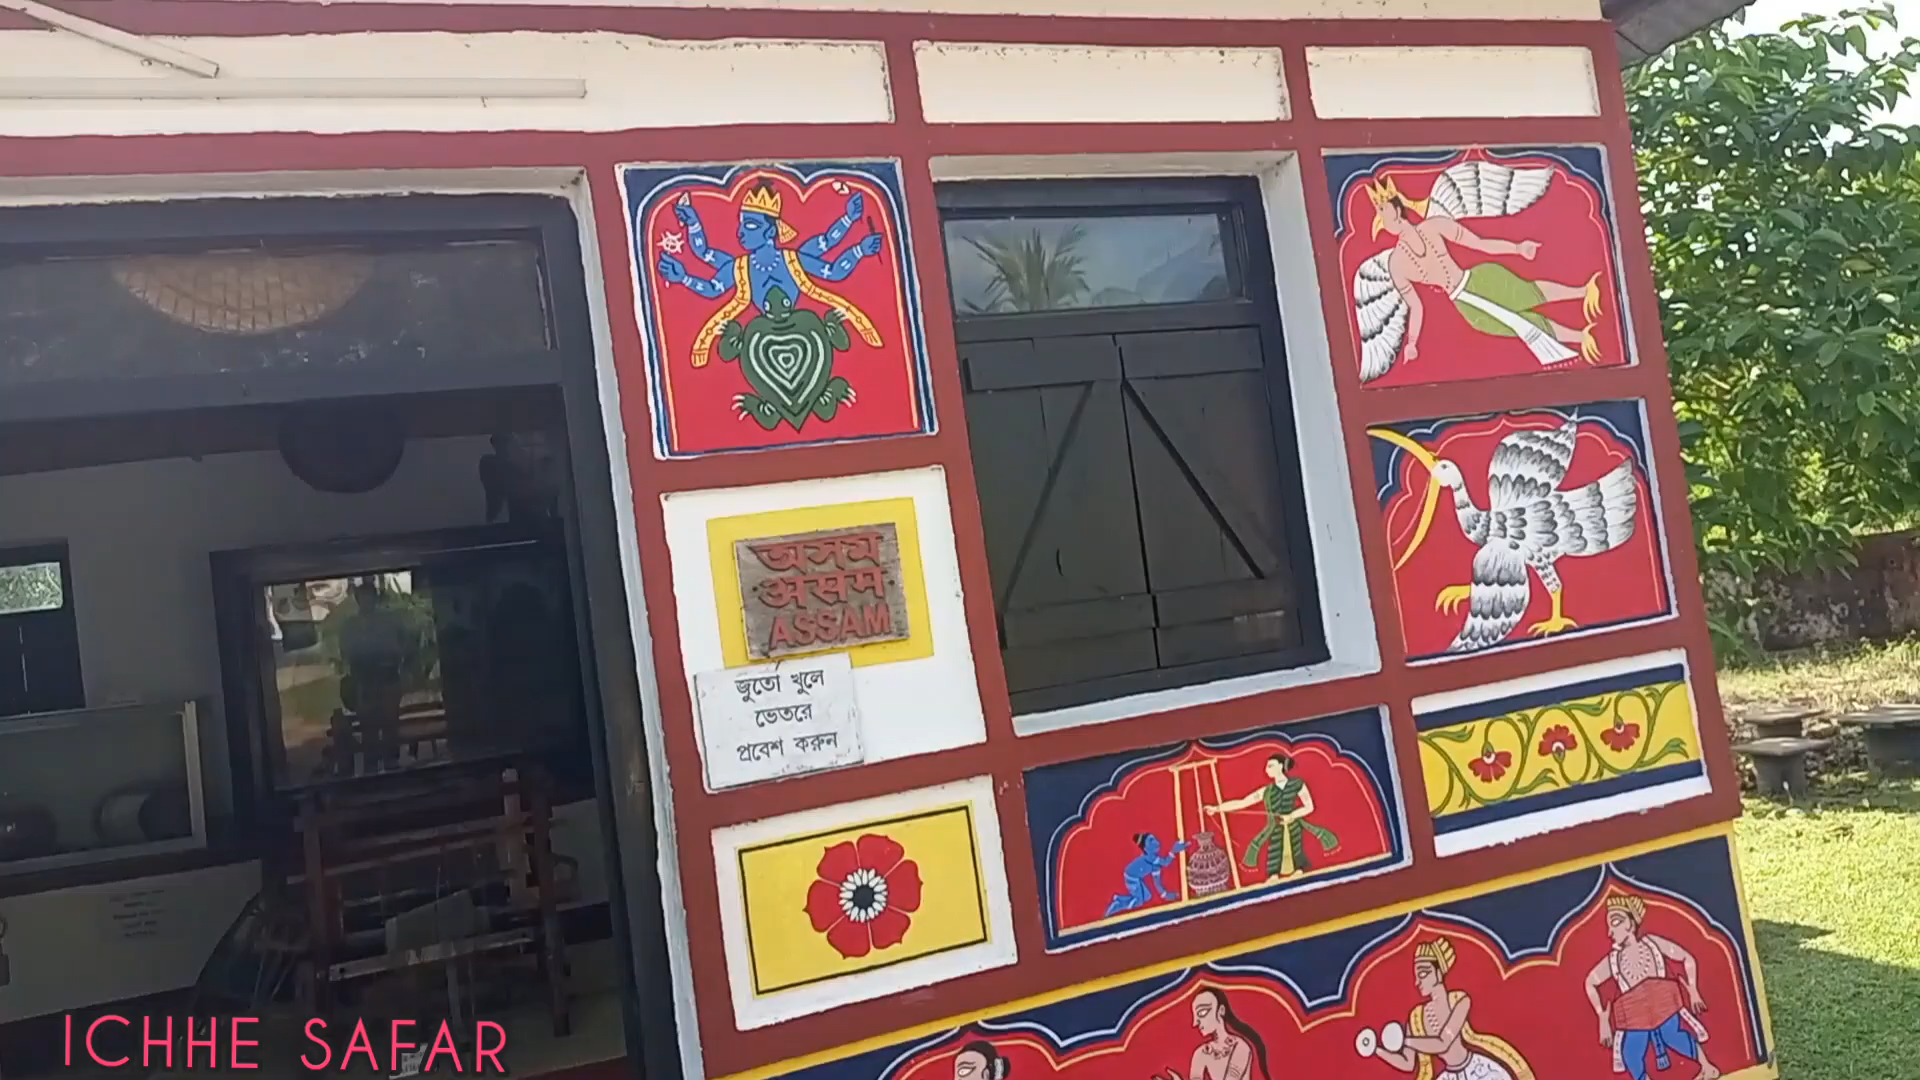 অসম
असम
ASSAM
জুতো খুলে
ভেতরে
প্রবেশ করুন
ICHHE SAFAR